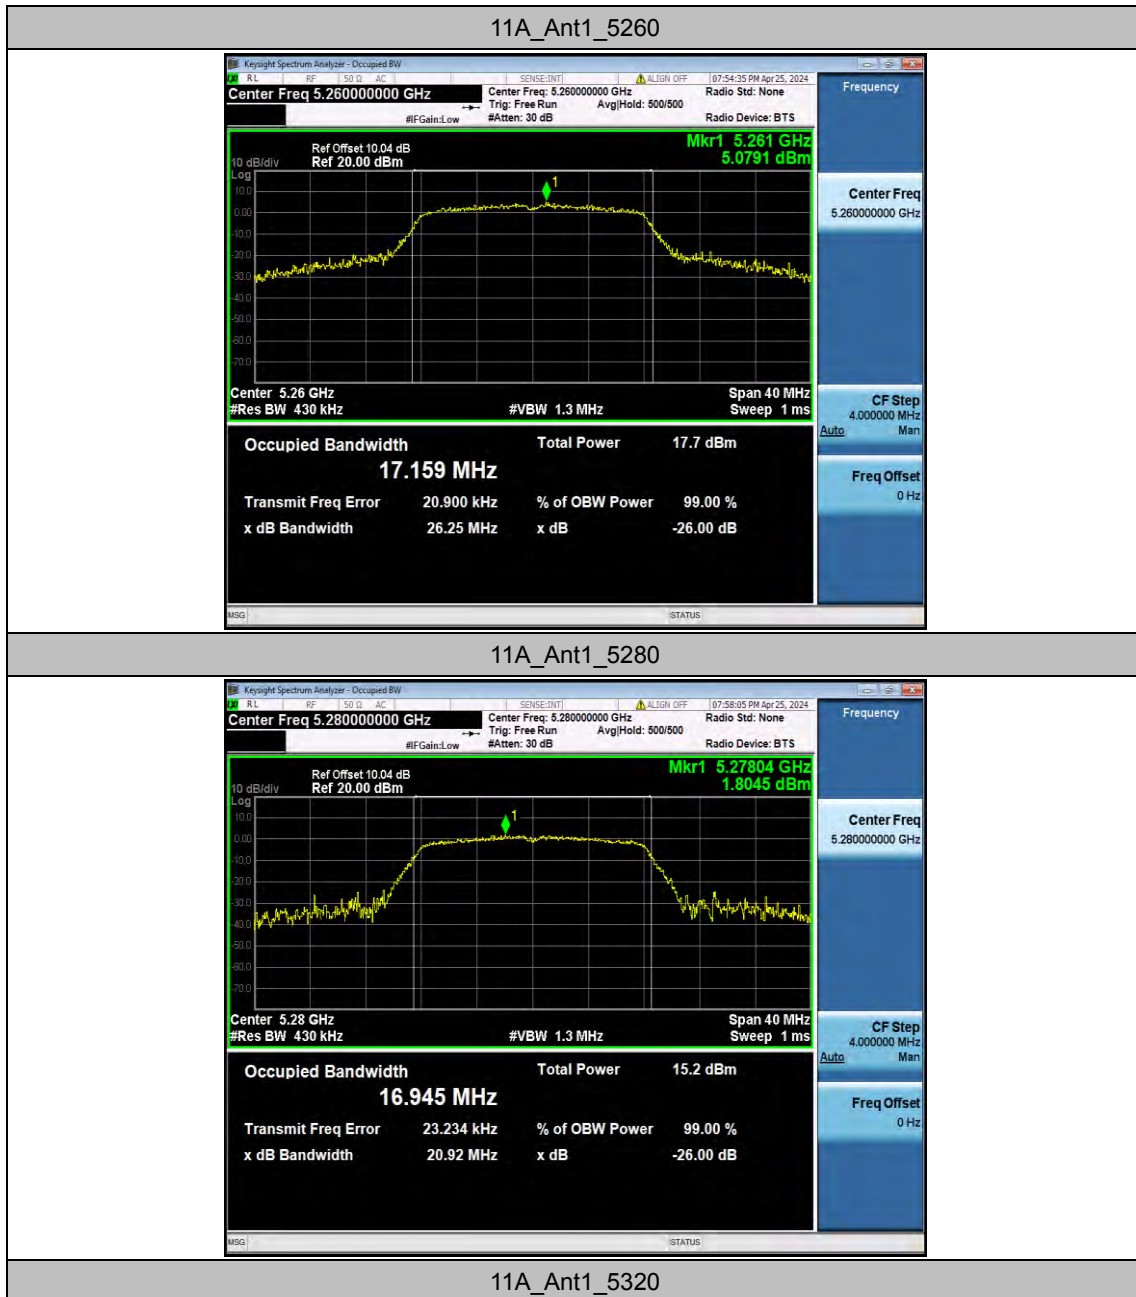 11A_Ant1_5260
Keysight Spectrum Analyzer - Occupied BW
RL RF 50 Ω AC SENSE:INT ALIGN OFF 07:54:35 PM Apr 25, 2024
Center Freq 5.260000000 GHz
Center Freq: 5.260000000 GHz
Radio Std: None
Trig: Free Run Avg|Hold: 500/500
#IFGain:Low #Atten: 30 dB Radio Device: BTS
Frequency
Mkr1 5.261 GHz
5.0791 dBm
Ref Offset 10.04 dB
10 dB/div Ref 20.00 dBm
Log
10.0
0.00
-10.0
-20.0
-30.0
-40.0
-50.0
-60.0
-70.0
1
Center Freq
5.260000000 GHz
Center 5.26 GHz Span 40 MHz
#Res BW 430 kHz #VBW 1.3 MHz Sweep 1 ms
CF Step
4.000000 MHz
Auto Man
Occupied Bandwidth Total Power 17.7 dBm
17.159 MHz
Freq Offset
0 Hz
Transmit Freq Error 20.900 kHz % of OBW Power 99.00 %
x dB Bandwidth 26.25 MHz x dB -26.00 dB
MSG STATUS
11A_Ant1_5280
Keysight Spectrum Analyzer - Occupied BW
RL RF 50 Ω AC SENSE:INT ALIGN OFF 07:58:05 PM Apr 25, 2024
Center Freq 5.280000000 GHz
Center Freq: 5.280000000 GHz
Radio Std: None
Trig: Free Run Avg|Hold: 500/500
#IFGain:Low #Atten: 30 dB Radio Device: BTS
Frequency
Mkr1 5.27804 GHz
1.8045 dBm
Ref Offset 10.04 dB
10 dB/div Ref 20.00 dBm
Log
10.0
0.00
-10.0
-20.0
-30.0
-40.0
-50.0
-60.0
-70.0
1
Center Freq
5.280000000 GHz
Center 5.28 GHz Span 40 MHz
#Res BW 430 kHz #VBW 1.3 MHz Sweep 1 ms
CF Step
4.000000 MHz
Auto Man
Occupied Bandwidth Total Power 15.2 dBm
16.945 MHz
Freq Offset
0 Hz
Transmit Freq Error 23.234 kHz % of OBW Power 99.00 %
x dB Bandwidth 20.92 MHz x dB -26.00 dB
MSG STATUS
11A_Ant1_5320